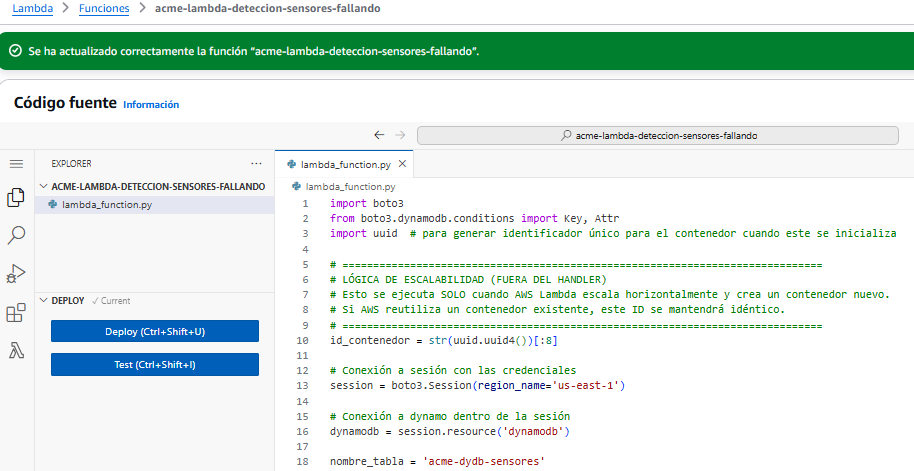 Lambda > Funciones > acme-lambda-deteccion-sensores-fallando
Se ha actualizado correctamente la función "acme-lambda-deteccion-sensores-fallando".
Código fuente Información
acme-lambda-deteccion-sensores-fallando
EXPLORER ...
ACME-LAMBDA-DETECCION-SENSORES-FALLANDO
lambda_function.py
DEPLOY ✓ Current
Deploy (Ctrl+Shift+U)
Test (Ctrl+Shift+I)
lambda_function.py ×
lambda_function.py
1 import boto3
2 from boto3.dynamodb.conditions import Key, Attr
3 import uuid  # para generar identificador único para el contenedor cuando este se inicializa
4
5 # ==========================================================================
6 # LÓGICA DE ESCALABILIDAD (FUERA DEL HANDLER)
7 # Esto se ejecuta SOLO cuando AWS Lambda escala horizontalmente y crea un contenedor nuevo.
8 # Si AWS reutiliza un contenedor existente, este ID se mantendrá idéntico.
9 # ==========================================================================
10 id_contenedor = str(uuid.uuid4())[:8]
11
12 # Conexión a sesión con las credenciales
13 session = boto3.Session(region_name='us-east-1')
14
15 # Conexión a dynamo dentro de la sesión
16 dynamodb = session.resource('dynamodb')
17
18 nombre_tabla = 'acme-dydb-sensores'